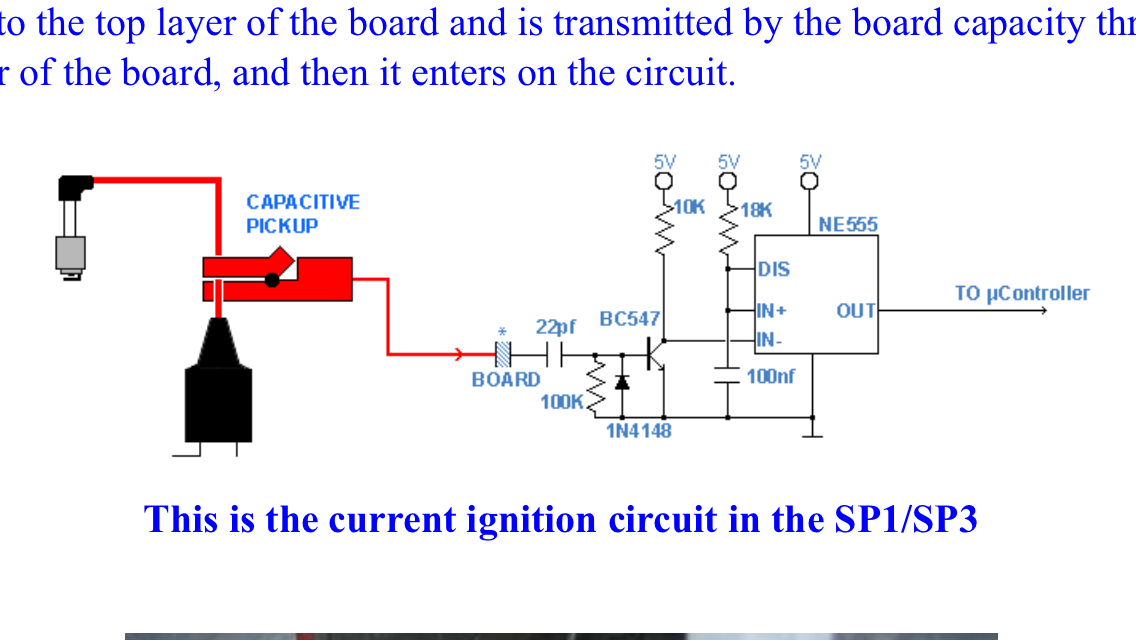 to the top layer of the board and is transmitted by the board capacity thr
r of the board, and then it enters on the circuit.
5V 5V 5V
CAPACITIVE
PICKUP
10K 18K
NE555
DIS
TO µController
IN+ OUT
22pf BC547
*
IN-
BOARD
100nf
100K
1N4148
This is the current ignition circuit in the SP1/SP3